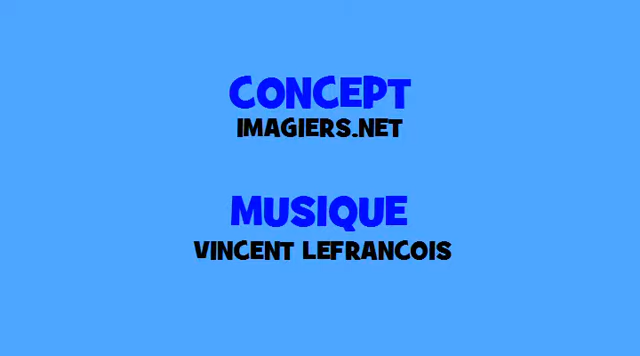 CONCEPT
IMAGIERS.NET
MUSIQUE
VINCENT LEFRANCOIS